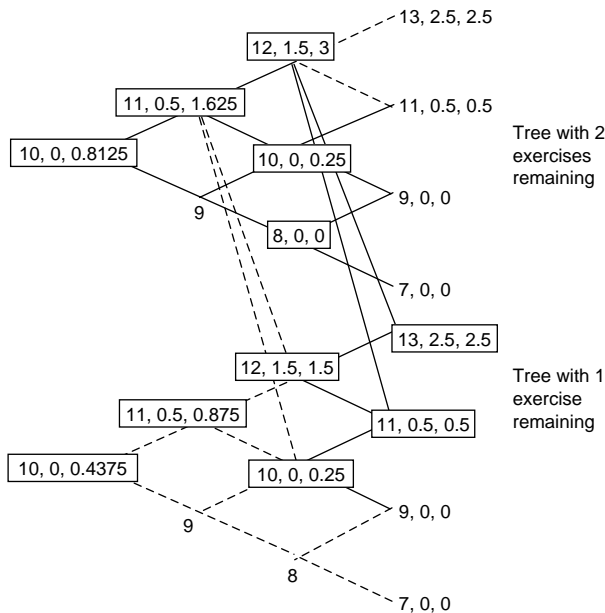 13, 2.5, 2.5
12, 1.5, 3
11, 0.5, 1.625
11, 0.5, 0.5
10, 0, 0.8125
10, 0, 0.25
Tree with 2
exercises
remaining
9
9, 0, 0
8, 0, 0
7, 0, 0
13, 2.5, 2.5
12, 1.5, 1.5
Tree with 1
exercise
remaining
11, 0.5, 0.875
11, 0.5, 0.5
10, 0, 0.4375
10, 0, 0.25
9
9, 0, 0
8
7, 0, 0